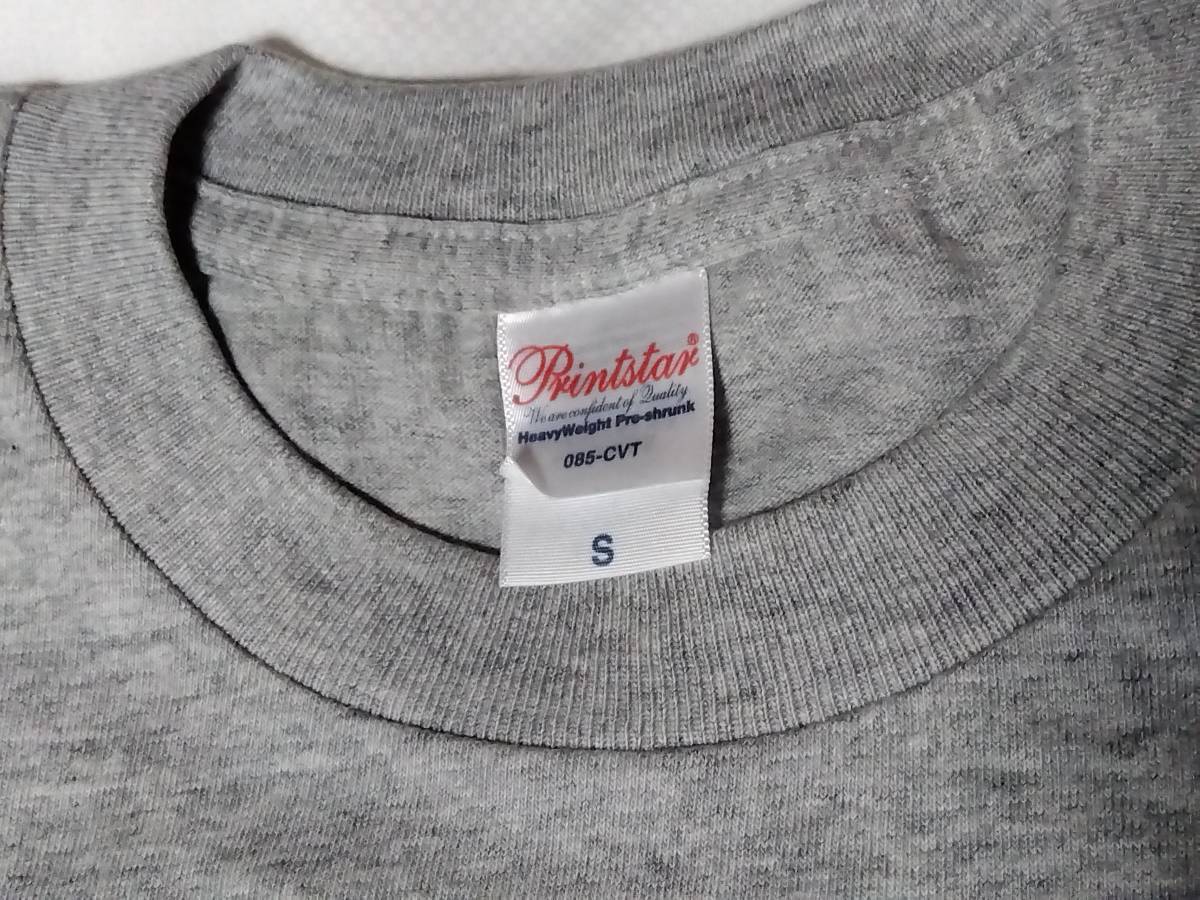 Printstar®
We are confident of Quality
HeavyWeight Pre-shrunk
085-CVT
S